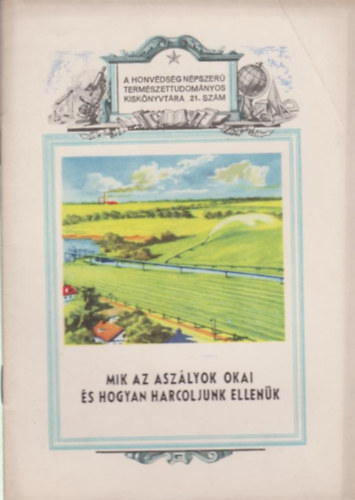 A HONVÉDSÉG NÉPSZERŰ
TERMÉSZETTUDOMÁNYOS
KISKÖNYVTÁRA 21. SZÁM
MIK AZ ASZÁLYOK OKAI
ÉS HOGYAN HARCOLJUNK ELLENÜK